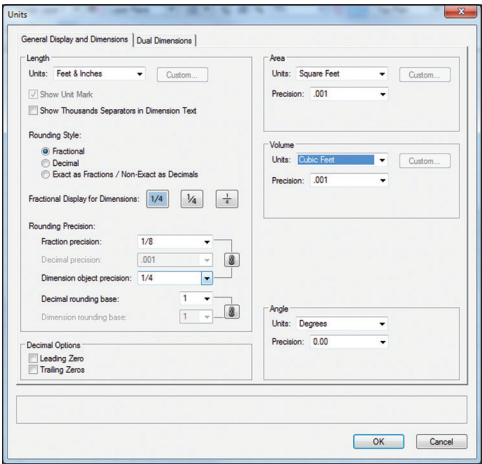 Units
General Display and Dimensions
Dual Dimensions
Length
Units: Feet & Inches
Custom...
Show Unit Mark
Show Thousands Separators in Dimension Text
Rounding Style:
Fractional
Decimal
Exact as Fractions / Non-Exact as Decimals
Fractional Display for Dimensions: 1/4 1/4 1/4
Rounding Precision:
Fraction precision: 1/8
Decimal precision: .001
Dimension object precision: 1/4
Decimal rounding base: 1
Dimension rounding base: 1
Decimal Options
Leading Zero
Trailing Zeros
Area
Units: Square Feet
Custom...
Precision: .001
Volume
Units: Cubic Feet
Custom...
Precision: .001
Angle
Units: Degrees
Precision: 0.00
OK
Cancel